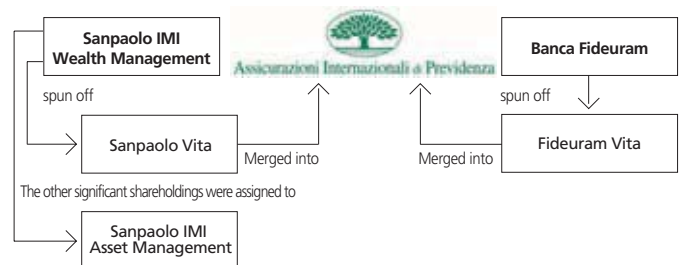 Sanpaolo IMI
Wealth Management
Assicurazioni Internazionali di Previdenza
Banca Fideuram
spun off
spun off
Sanpaolo Vita
Merged into
Merged into
Fideuram Vita
The other significant shareholdings were assigned to
Sanpaolo IMI
Asset Management